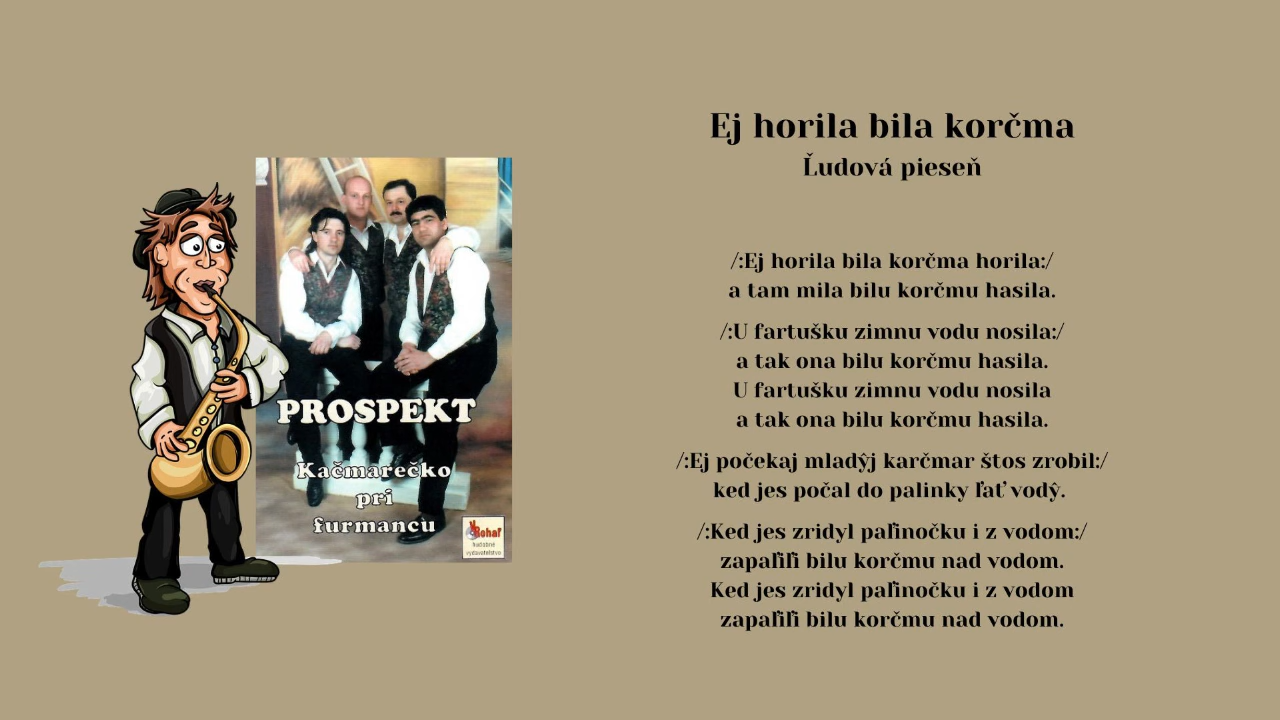 Ej horila bila korčma
Ľudová pieseň
/:Ej horila bila korčma horila:/
a tam mila bilu korčmu hasila.
/:U fartušku zimnu vodu nosila:/
a tak ona bilu korčmu hasila.
U fartušku zimnu vodu nosila
a tak ona bilu korčmu hasila.
/:Ej počekaj mladŷj karčmar štos zrobil:/
ked jes počal do palinky ľať vodŷ.
/:Ked jes zridyl paľinočku i z vodom:/
zapaľiľi bilu korčmu nad vodom.
Ked jes zridyl paľinočku i z vodom
zapaľiľi bilu korčmu nad vodom.
PROSPEKT
Kačmarečko
pri
furmancu
Rohaľ
hudobné
vydavateľstvo